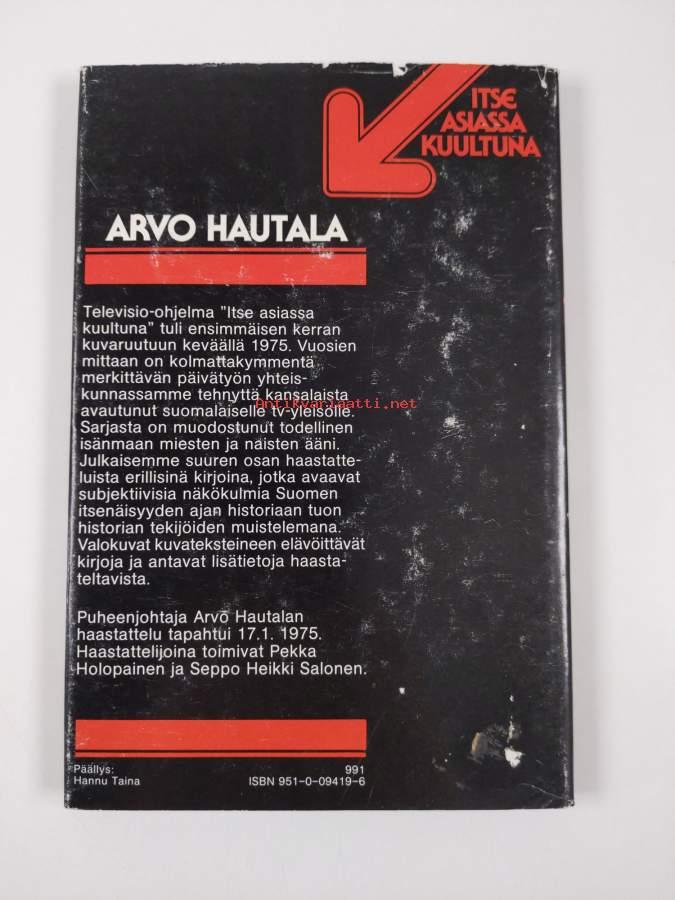 ITSE
ASIASSA
KUULTUNA
ARVO HAUTALA
Televisio-ohjelma ”Itse asiassa
kuultuna” tuli ensimmäisen kerran
kuvaruutuun keväällä 1975. Vuosien
mittaan on kolmattakymmentä
merkittävän päivätyön yhteis-
kunnassamme tehnyttä kansalaista
avautunut suomalaiselle tv-yleisölle.
Antikvariaatti.net
Sarjasta on muodostunut todellinen
isänmaan miesten ja naisten ääni.
Julkaisemme suuren osan haastatte-
luista erillisinä kirjoina, jotka avaavat
subjektiivisia näkökulmia Suomen
itsenäisyyden ajan historiaan tuon
historian tekijöiden muistelemana.
Valokuvat kuvateksteineen elävöittävät
kirjoja ja antavat lisätietoja haasta-
teltavista.
Puheenjohtaja Arvo Hautalan
haastattelu tapahtui 17.1. 1975.
Haastattelijoina toimivat Pekka
Holopainen ja Seppo Heikki Salonen.
Päällys: 991
Hannu Taina ISBN 951-0-09419-6